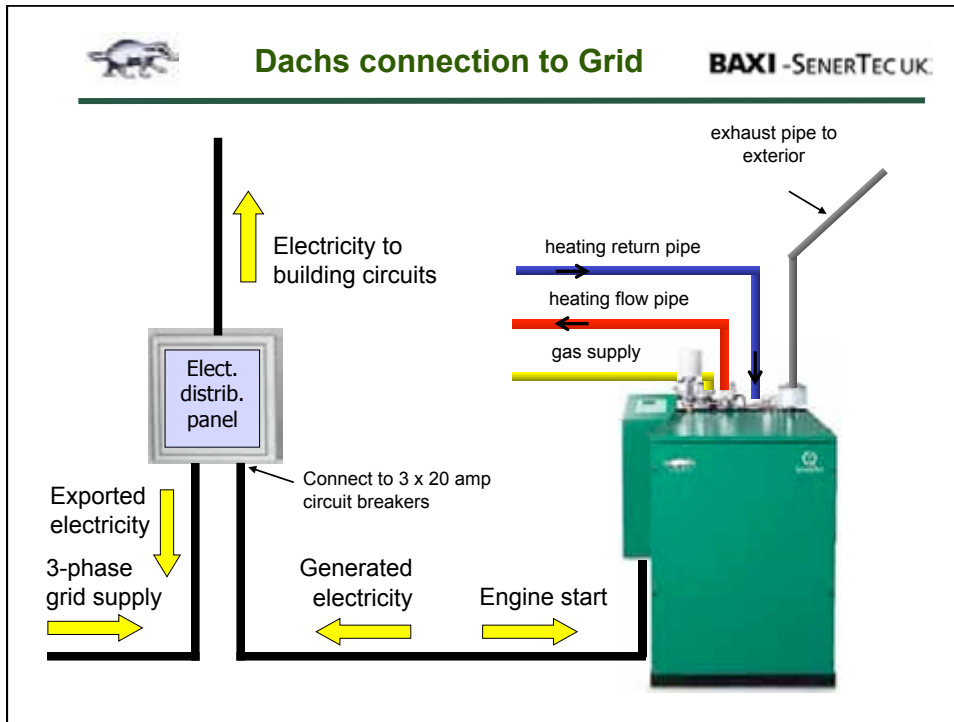 Dachs connection to Grid
BAXI - SENERTEC UK
exhaust pipe to
exterior
Electricity to
building circuits
heating return pipe
heating flow pipe
gas supply
Elect.
distrib.
panel
Connect to 3 x 20 amp
circuit breakers
Exported
electricity
3-phase
grid supply
Generated
electricity
Engine start